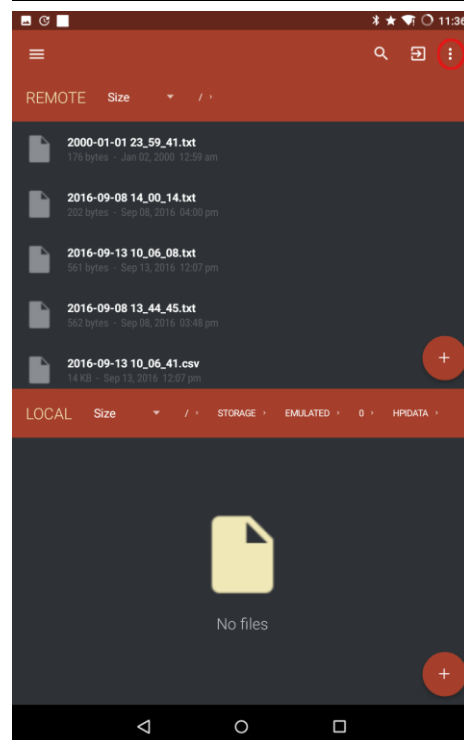 11:36
REMOTE Size / ›
2000-01-01 23_59_41.txt
176 bytes - Jan 02, 2000 12:59 am
2016-09-08 14_00_14.txt
202 bytes - Sep 08, 2016 04:00 pm
2016-09-13 10_06_08.txt
561 bytes - Sep 13, 2016 12:07 pm
2016-09-08 13_44_45.txt
562 bytes - Sep 08, 2016 03:48 pm
2016-09-13 10_06_41.csv
14 KB - Sep 13, 2016 12:07 pm
LOCAL Size / › STORAGE › EMULATED › 0 › HPIDATA ›
No files